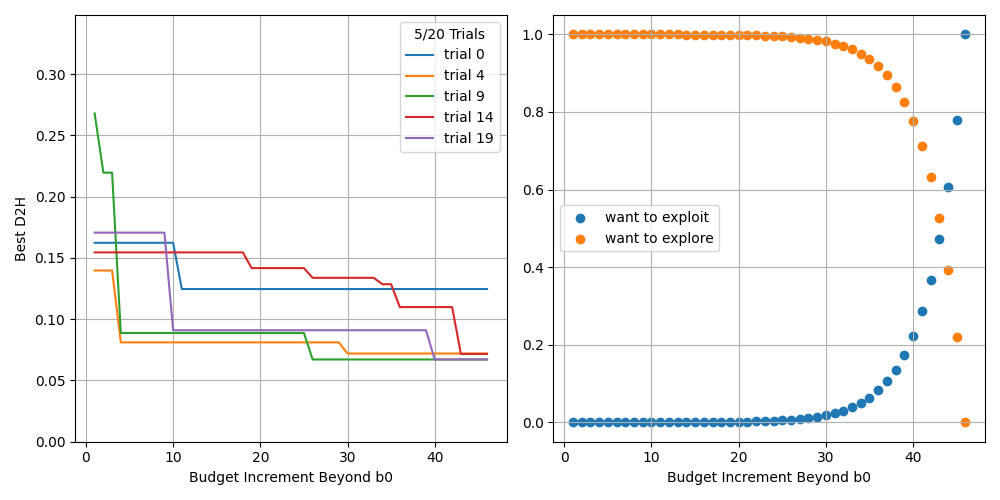 5/20 Trials
trial 0
trial 4
trial 9
trial 14
trial 19
Best D2H
0.30
0.25
0.20
0.15
0.10
0.05
0.00
0
10
20
30
40
Budget Increment Beyond b0
1.0
0.8
0.6
0.4
0.2
0.0
want to exploit
want to explore
0
10
20
30
40
Budget Increment Beyond b0